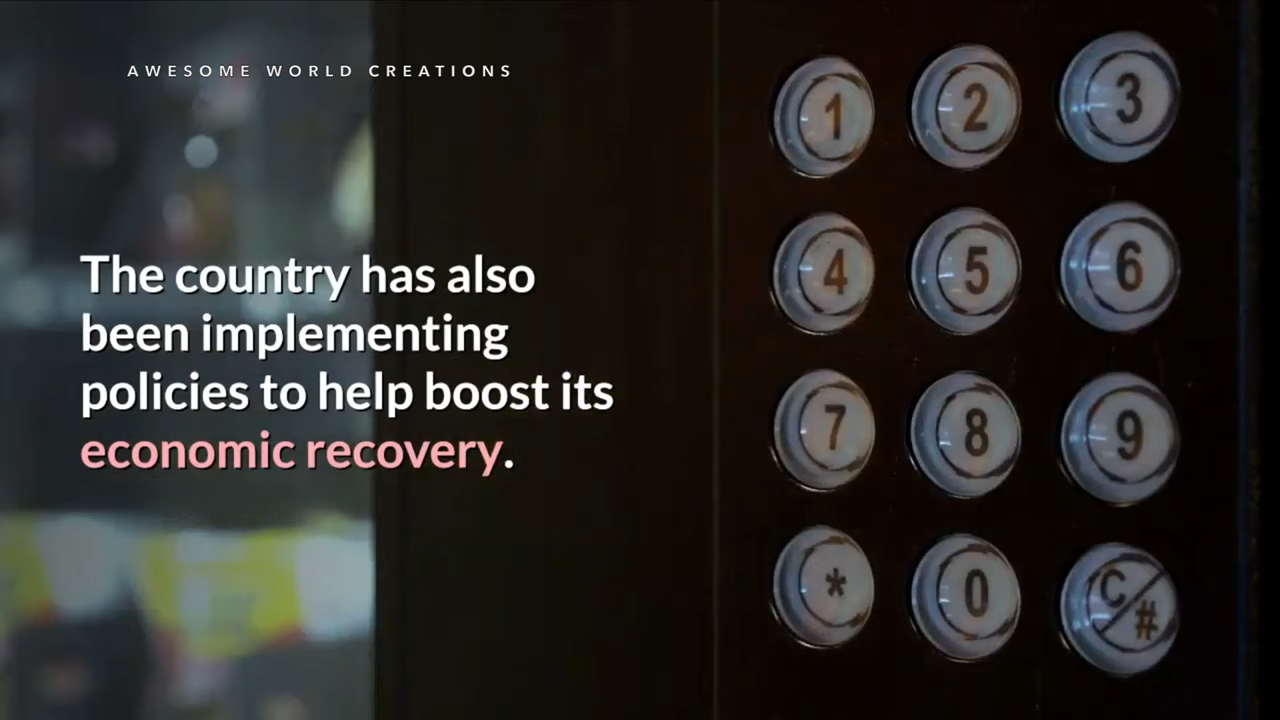 AWESOME WORLD CREATIONS
The country has also
been implementing
policies to help boost its
economic recovery.
1 2 3
4 5 6
7 8 9
* 0 C/#